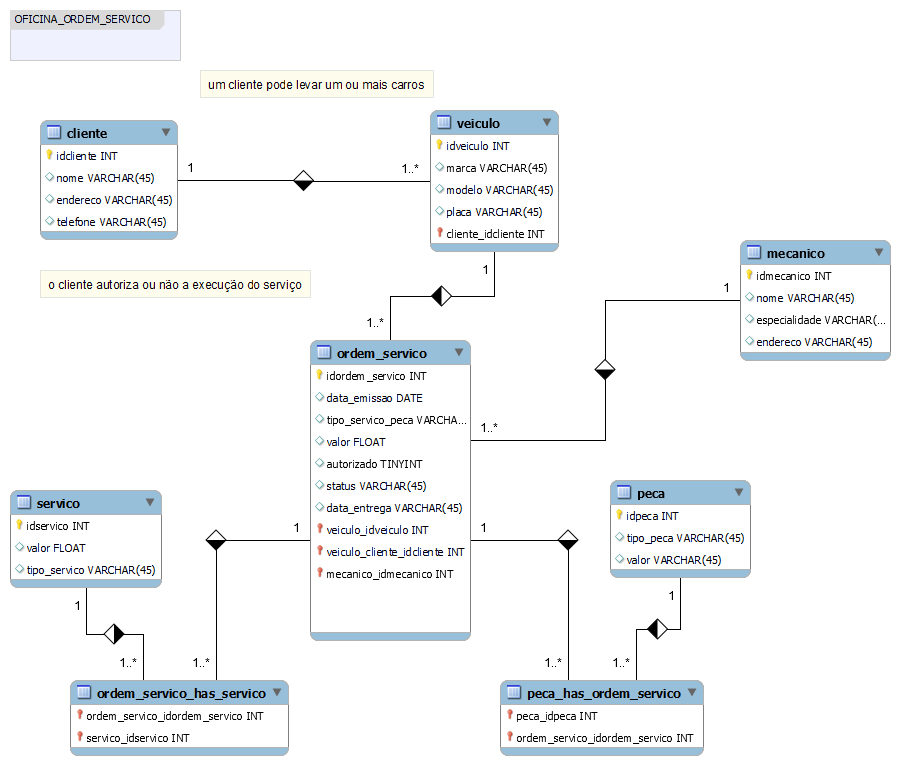 OFICINA_ORDEM_SERVICO
um cliente pode levar um ou mais carros
cliente
idcliente INT
nome VARCHAR(45)
endereco VARCHAR(45)
telefone VARCHAR(45)
1
1..*
veiculo
idveiculo INT
marca VARCHAR(45)
modelo VARCHAR(45)
placa VARCHAR(45)
cliente_idcliente INT
o cliente autoriza ou não a execução do serviço
1
1..*
mecanico
idmecanico INT
nome VARCHAR(45)
especialidade VARCHAR(...
endereco VARCHAR(45)
1
1..*
ordem_servico
idordem_servico INT
data_emissao DATE
tipo_servico_peca VARCHA...
valor FLOAT
autorizado TINYINT
status VARCHAR(45)
data_entrega VARCHAR(45)
veiculo_idveiculo INT
veiculo_cliente_idcliente INT
mecanico_idmecanico INT
servico
idservico INT
valor FLOAT
tipo_servico VARCHAR(45)
1
1..*
1
1..*
peca
idpeca INT
tipo_peca VARCHAR(45)
valor VARCHAR(45)
1
1..*
1
1..*
ordem_servico_has_servico
ordem_servico_idordem_servico INT
servico_idservico INT
peca_has_ordem_servico
peca_idpeca INT
ordem_servico_idordem_servico INT